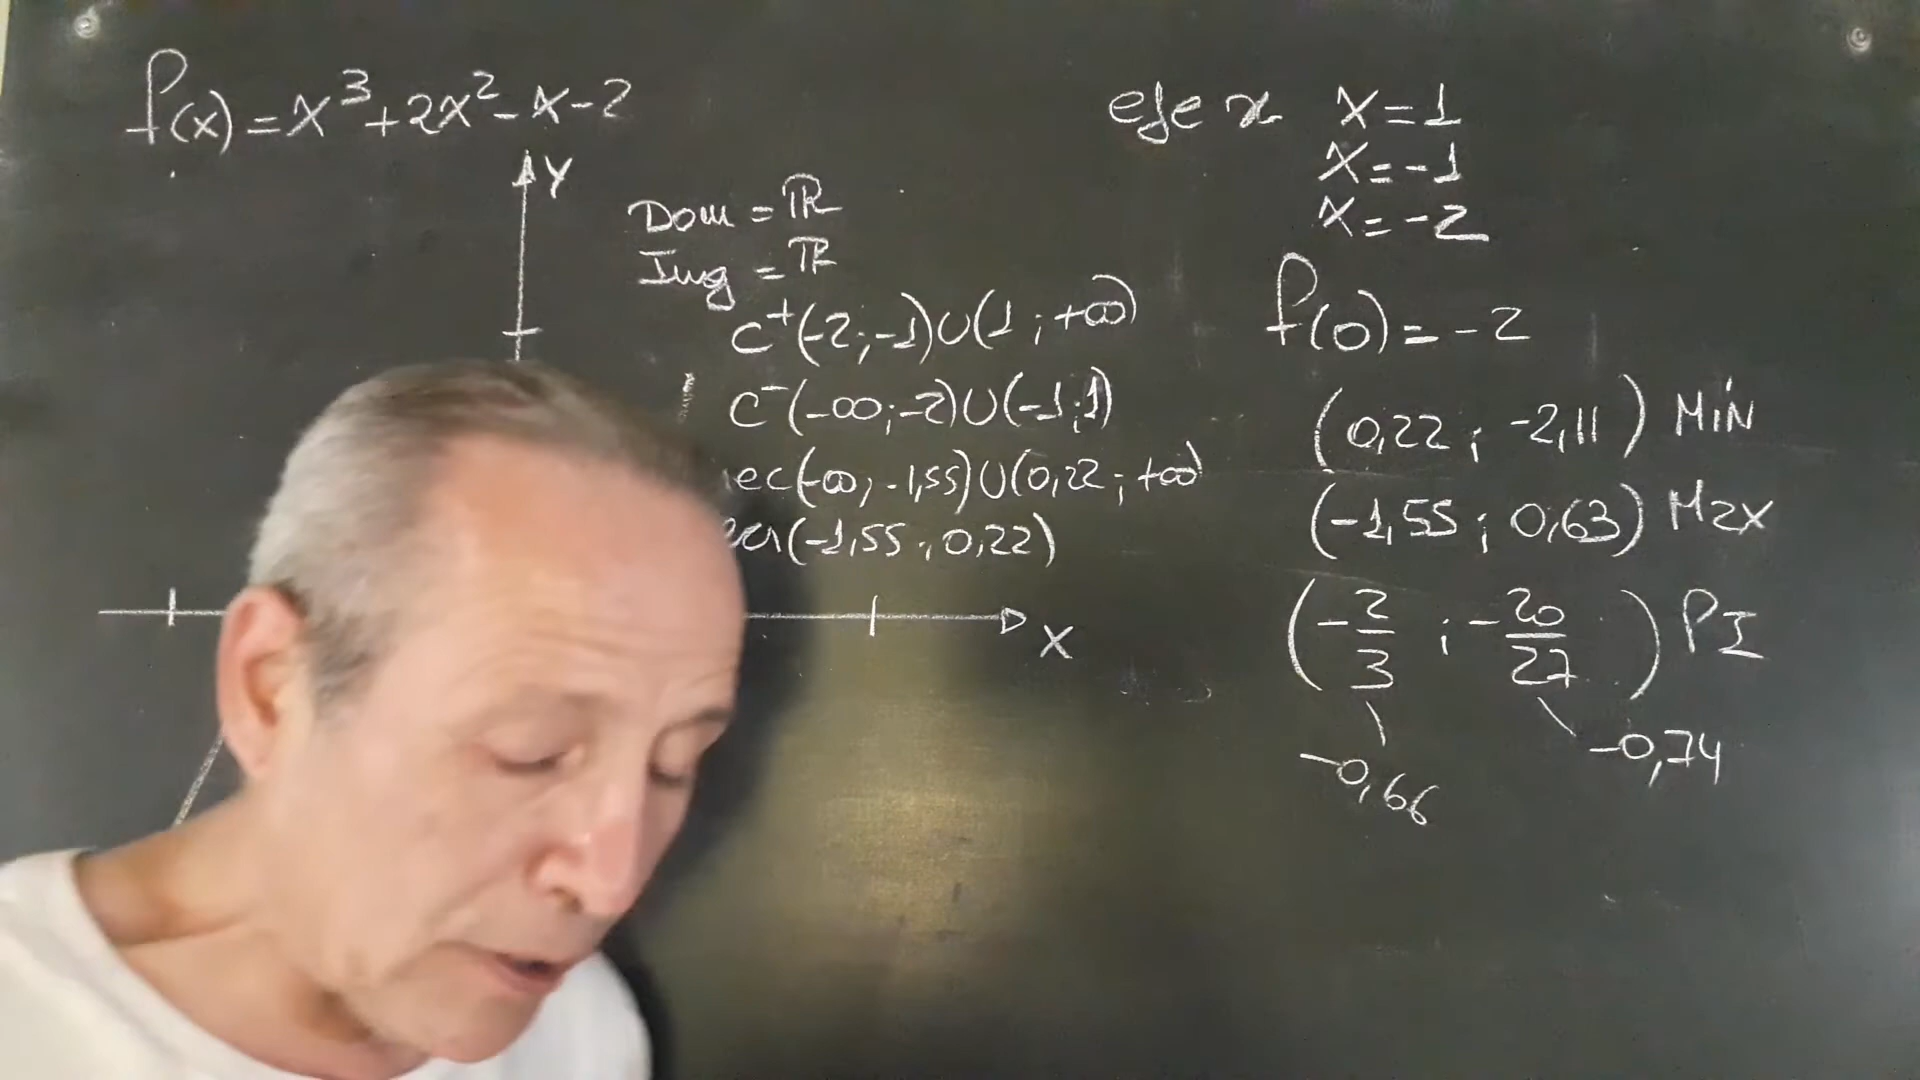 f(x)=x³+2x²-x-2
Y
Dom = ℝ
Img = ℝ
C⁺(-2;-1)∪(1;+∞)
C⁻(-∞;-2)∪(-1;1)
ec(-∞;-1,55)∪(0,22;+∞)
(-1,55;0,22)
X
eje x x=1
x=-1
x=-2
f(0)=-2
(0,22;-2,11) MíN
(-1,55;0,63) Max
(-2/3;-20/27) PI
-0,66
-0,74